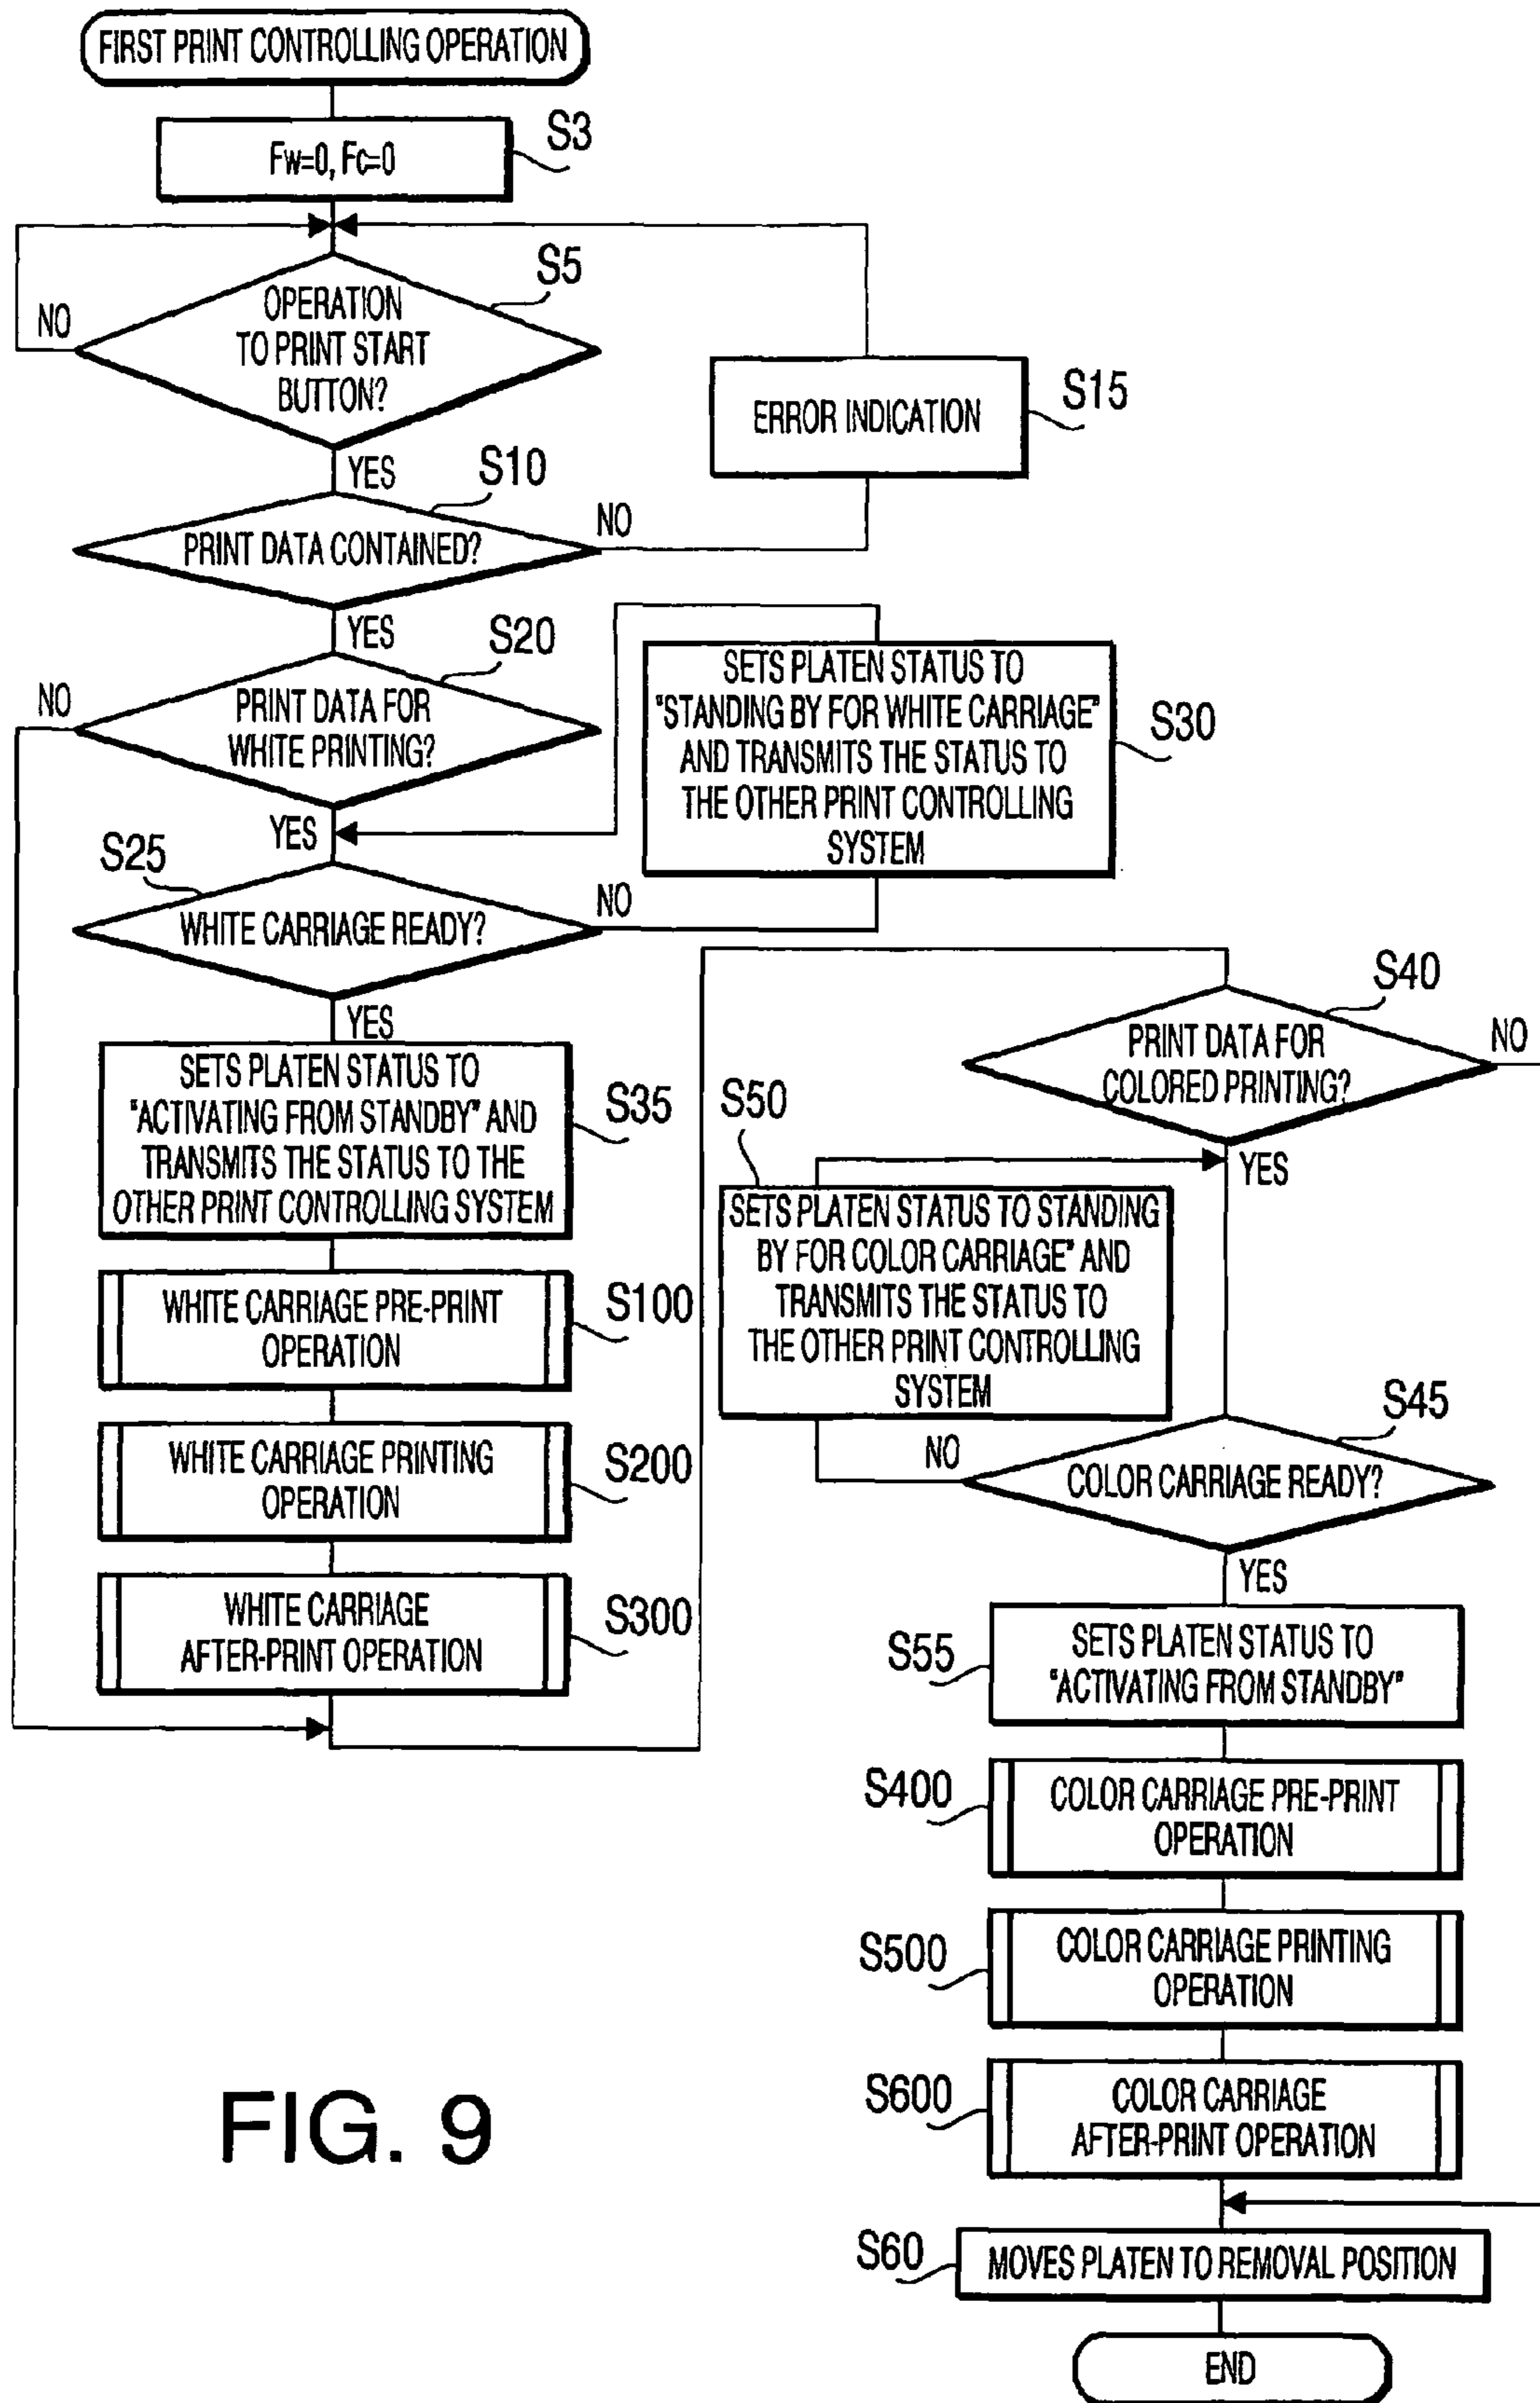 FIRST PRINT CONTROLLING OPERATION
S3
Fw=0, Fc=0
S5
OPERATION
TO PRINT START
BUTTON?
NO
YES
S10
PRINT DATA CONTAINED?
NO
S15
ERROR INDICATION
YES
S20
PRINT DATA FOR
WHITE PRINTING?
NO
YES
S30
SETS PLATEN STATUS TO
"STANDING BY FOR WHITE CARRIAGE"
AND TRANSMITS THE STATUS TO
THE OTHER PRINT CONTROLLING
SYSTEM
S25
WHITE CARRIAGE READY?
NO
YES
SETS PLATEN STATUS TO
"ACTIVATING FROM STANDBY" AND
TRANSMITS THE STATUS TO THE
OTHER PRINT CONTROLLING SYSTEM
S35
WHITE CARRIAGE PRE-PRINT
OPERATION
S100
WHITE CARRIAGE PRINTING
OPERATION
S200
WHITE CARRIAGE
AFTER-PRINT OPERATION
S300
S40
PRINT DATA FOR
COLORED PRINTING?
NO
YES
S50
SETS PLATEN STATUS TO STANDING
BY FOR COLOR CARRIAGE" AND
TRANSMITS THE STATUS TO
THE OTHER PRINT CONTROLLING
SYSTEM
S45
NO
COLOR CARRIAGE READY?
YES
S55
SETS PLATEN STATUS TO
"ACTIVATING FROM STANDBY"
S400
COLOR CARRIAGE PRE-PRINT
OPERATION
S500
COLOR CARRIAGE PRINTING
OPERATION
S600
COLOR CARRIAGE
AFTER-PRINT OPERATION
S60
MOVES PLATEN TO REMOVAL POSITION
END
FIG. 9